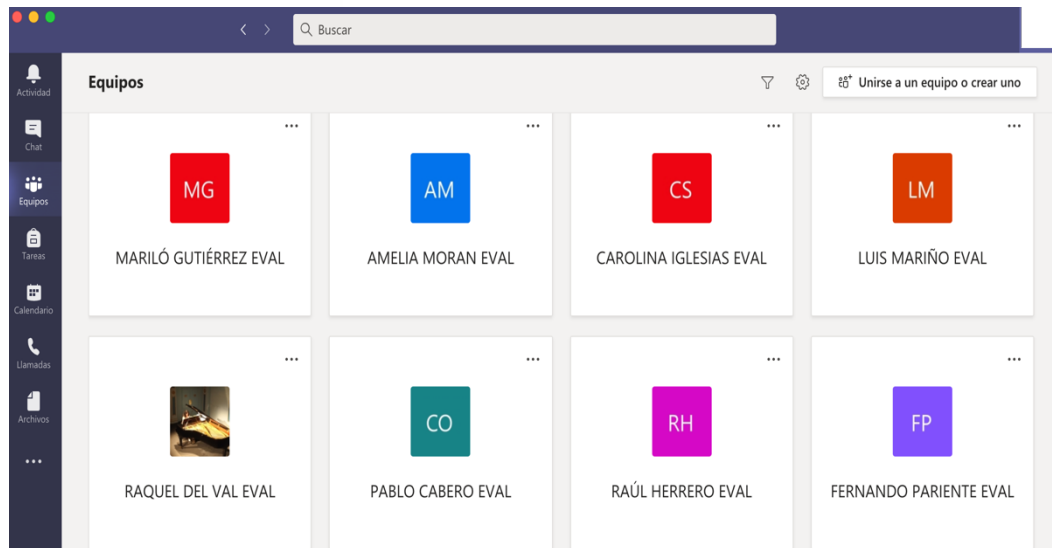 Buscar
Actividad
Chat
Equipos
Tareas
Calendario
Llamadas
Archivos
Equipos
Unirse a un equipo o crear uno
MG
AM
CS
LM
MARILÓ GUTIÉRREZ EVAL
AMELIA MORAN EVAL
CAROLINA IGLESIAS EVAL
LUIS MARIÑO EVAL
CO
RH
FP
RAQUEL DEL VAL EVAL
PABLO CABERO EVAL
RAÚL HERRERO EVAL
FERNANDO PARIENTE EVAL